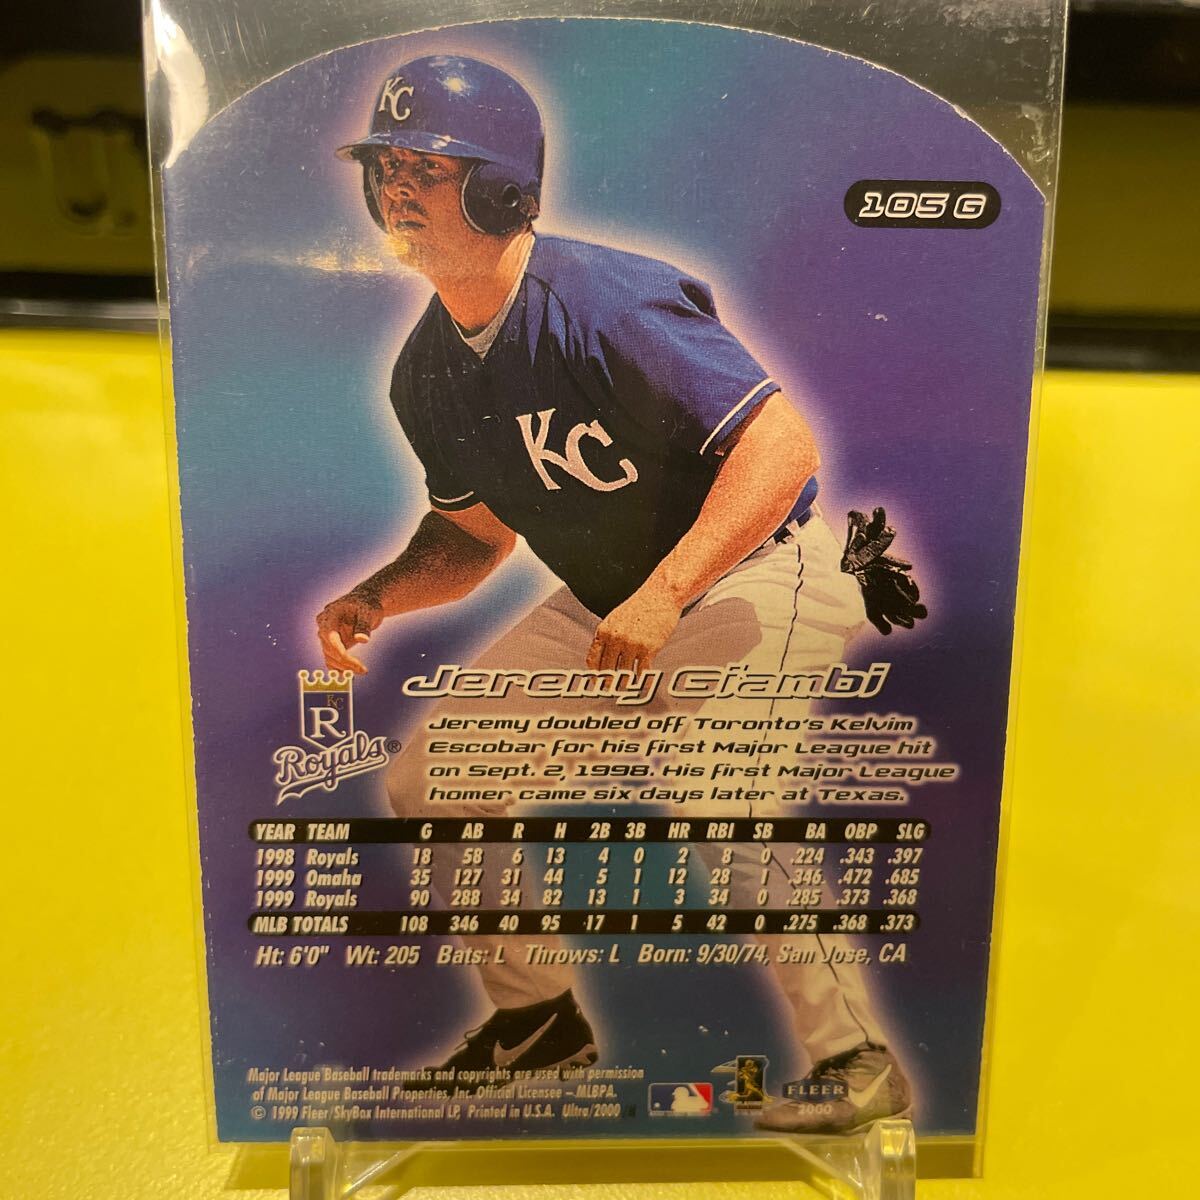 KC
105 G
KC
Jeremy Giambi
KC
R
Royals®
Jeremy doubled off Toronto's Kelvim
Escobar for his first Major League hit
on Sept. 2, 1998. His first Major League
homer came six days later at Texas.
YEAR TEAM G AB R H 2B 3B HR RBI SB BA OBP SLG
1998 Royals 18 58 6 13 4 0 2 8 0 .224 .343 .397
1999 Omaha 35 127 31 44 5 1 12 28 1 .346 .472 .685
1999 Royals 90 288 34 82 13 1 3 34 0 .285 .373 .368
MLB TOTALS 108 346 40 95 17 1 5 42 0 .275 .368 .373
Ht: 6'0" Wt: 205 Bats: L Throws: L Born: 9/30/74, San Jose, CA
Major League Baseball trademarks and copyrights are used with permission
of Major League Baseball Properties, Inc. Official Licensee – MLBPA.
© 1999 Fleer/SkyBox International LP, Printed in U.S.A. Ultra/2000
FLEER
2000